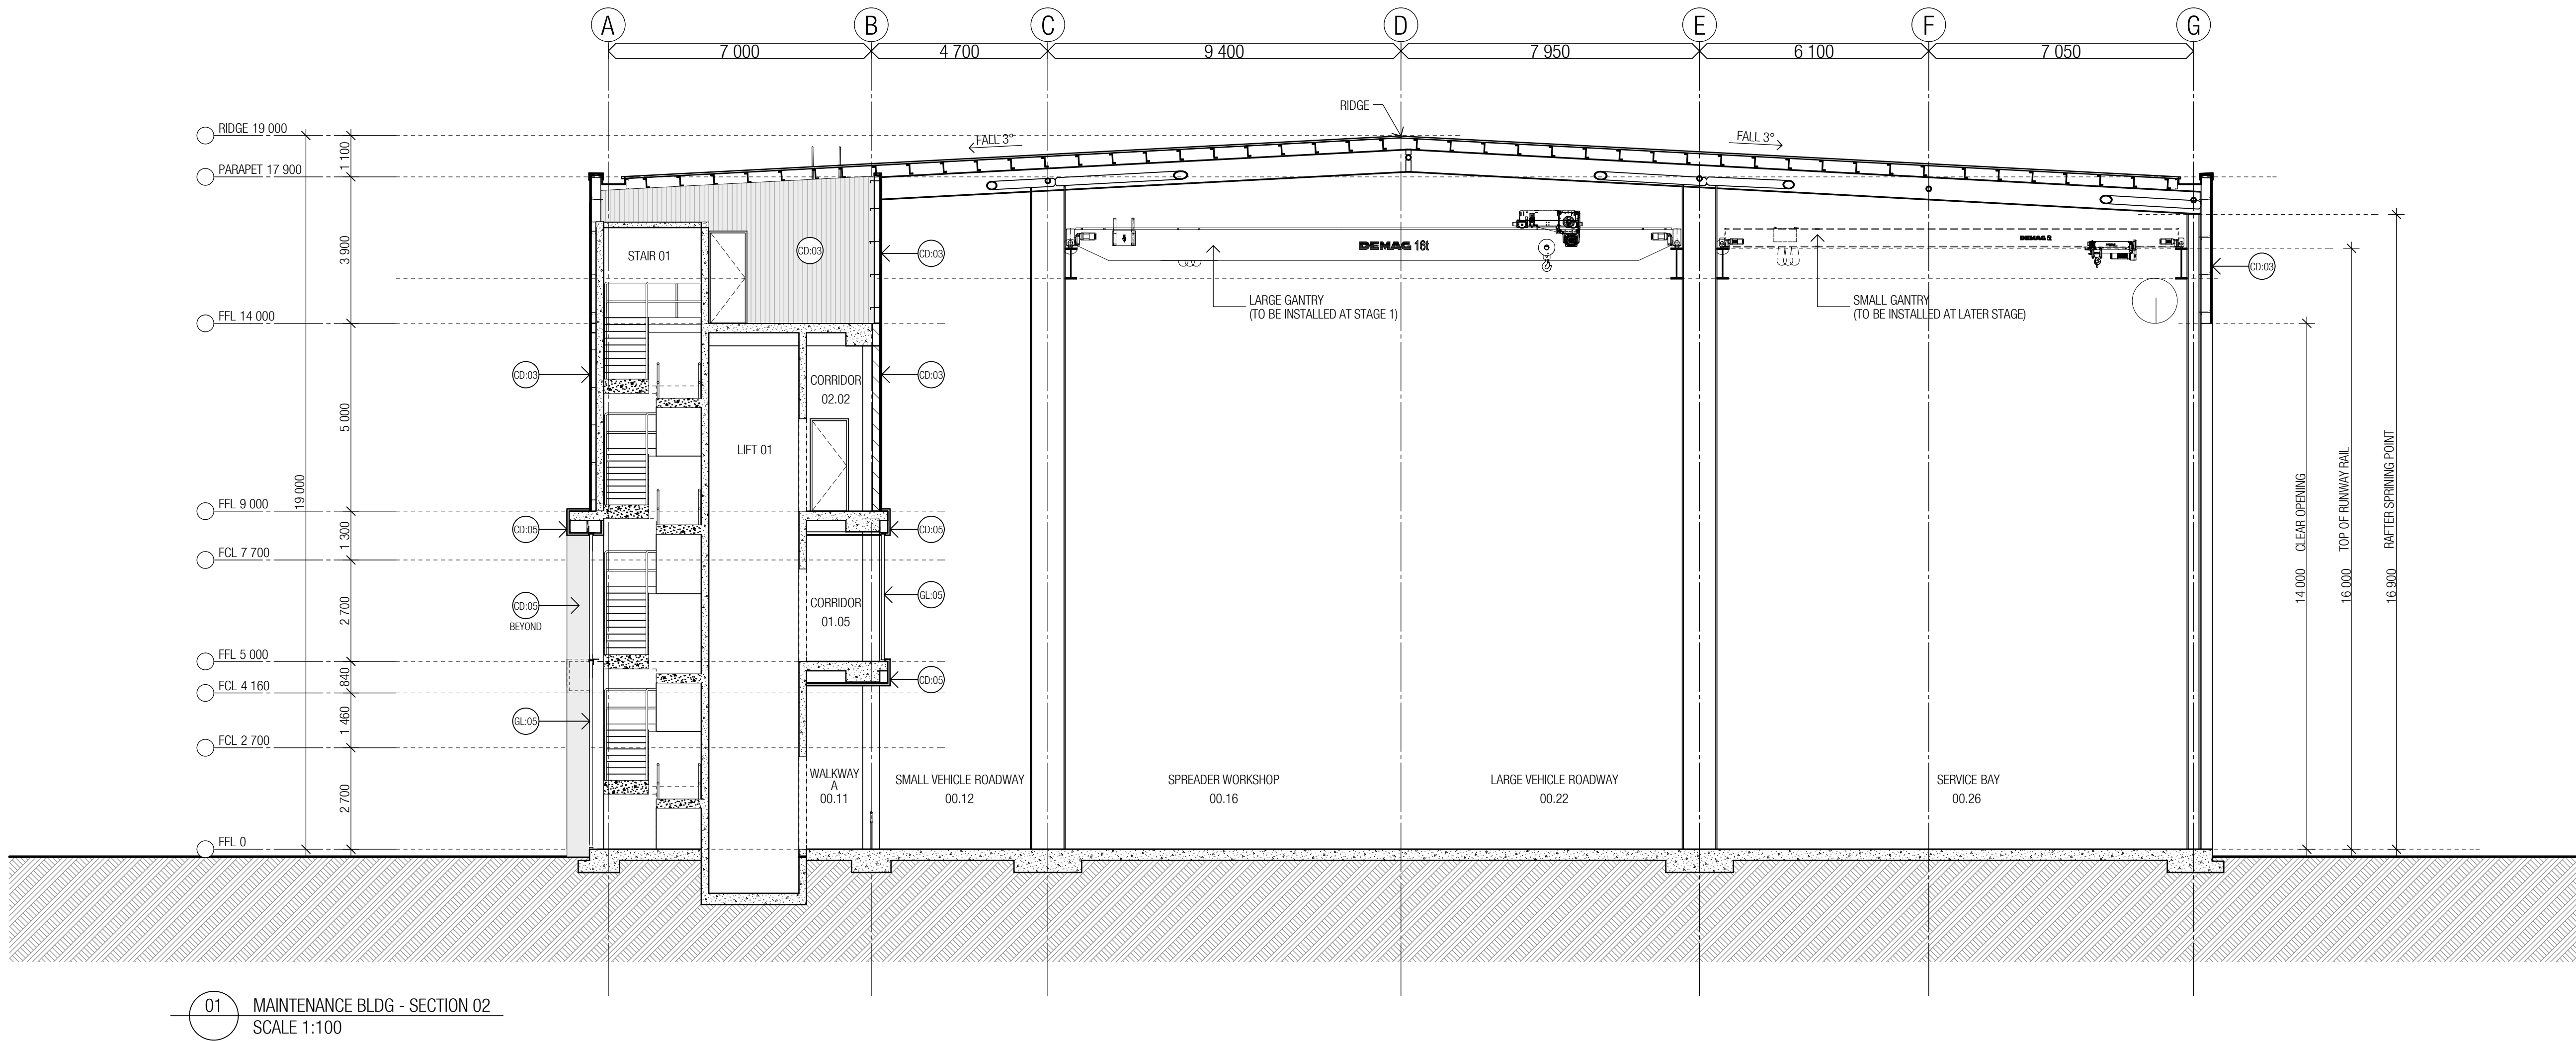 A
B
C
D
E
F
G
7 000
4 700
9 400
7 950
6 100
7 050
RIDGE
RIDGE 19 000
FALL 3°
FALL 3°
1 100
PARAPET 17 900
3 900
CD:03
CD:03
STAIR 01
DEMAG 16t
CD:03
LARGE GANTRY
(TO BE INSTALLED AT STAGE 1)
SMALL GANTRY
(TO BE INSTALLED AT LATER STAGE)
FFL 14 000
CD:03
CD:03
CORRIDOR
02.02
5 000
LIFT 01
19 000
FFL 9 000
CD:05
CD:05
1 300
FCL 7 700
CD:05
BEYOND
GL:05
CORRIDOR
01.05
2 700
14 000 CLEAR OPENING
16 000 TOP OF RUNWAY RAIL
16 900 RAFTER SPRINING POINT
FFL 5 000
840
CD:05
FCL 4 160
1 460
GL:05
FCL 2 700
2 700
WALKWAY
A
00.11
SMALL VEHICLE ROADWAY
00.12
SPREADER WORKSHOP
00.16
LARGE VEHICLE ROADWAY
00.22
SERVICE BAY
00.26
FFL 0
01
MAINTENANCE BLDG - SECTION 02
SCALE 1:100